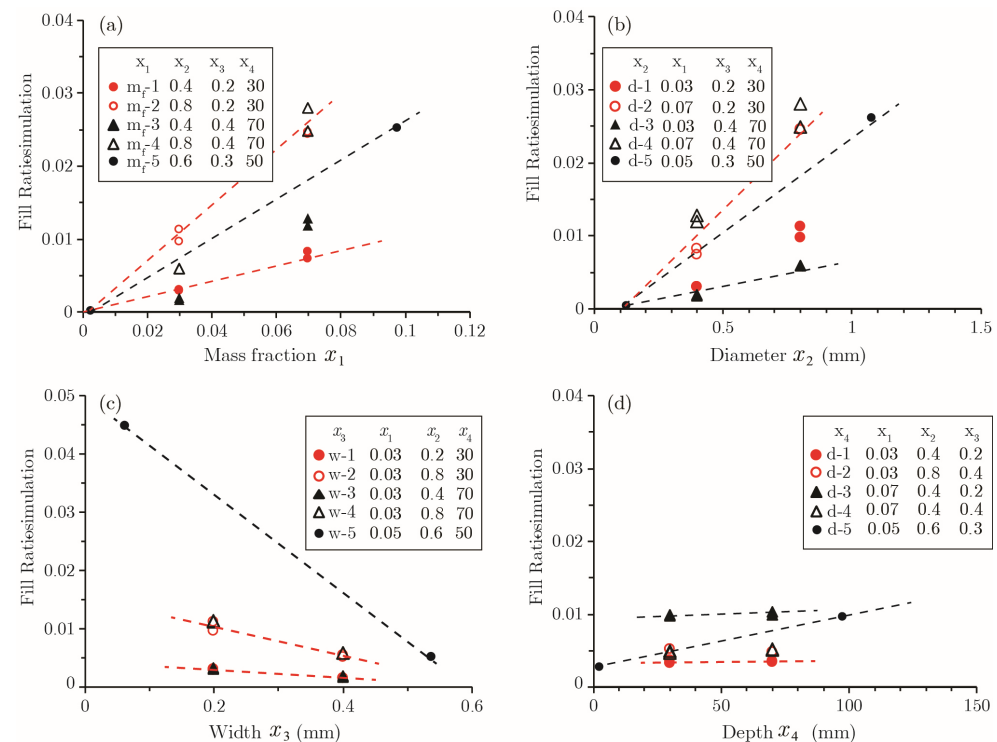 (a)
Fill Ratiosimulation
0.04
0.03
0.02
0.01
0
x1 x2 x3 x4
mf-1 0.4 0.2 30
mf-2 0.8 0.2 30
mf-3 0.4 0.4 70
mf-4 0.8 0.4 70
mf-5 0.6 0.3 50
0 0.02 0.04 0.06 0.08 0.1 0.12
Mass fraction x1
(b)
Fill Ratiosimulation
0.04
0.03
0.02
0.01
0
x2 x1 x3 x4
d-1 0.03 0.2 30
d-2 0.07 0.2 30
d-3 0.03 0.4 70
d-4 0.07 0.4 70
d-5 0.05 0.3 50
0 0.5 1 1.5
Diameter x2 (mm)
(c)
Fill Ratiosimulation
0.05
0.04
0.03
0.02
0.01
0
x3 x1 x2 x4
w-1 0.03 0.2 30
w-2 0.03 0.8 30
w-3 0.03 0.4 70
w-4 0.03 0.8 70
w-5 0.05 0.6 50
0 0.2 0.4 0.6
Width x3 (mm)
(d)
Fill Ratiosimulation
0.04
0.03
0.02
0.01
0
x4 x1 x2 x3
d-1 0.03 0.4 0.2
d-2 0.03 0.8 0.4
d-3 0.07 0.4 0.2
d-4 0.07 0.4 0.4
d-5 0.05 0.6 0.3
0 50 100 150
Depth x4 (mm)